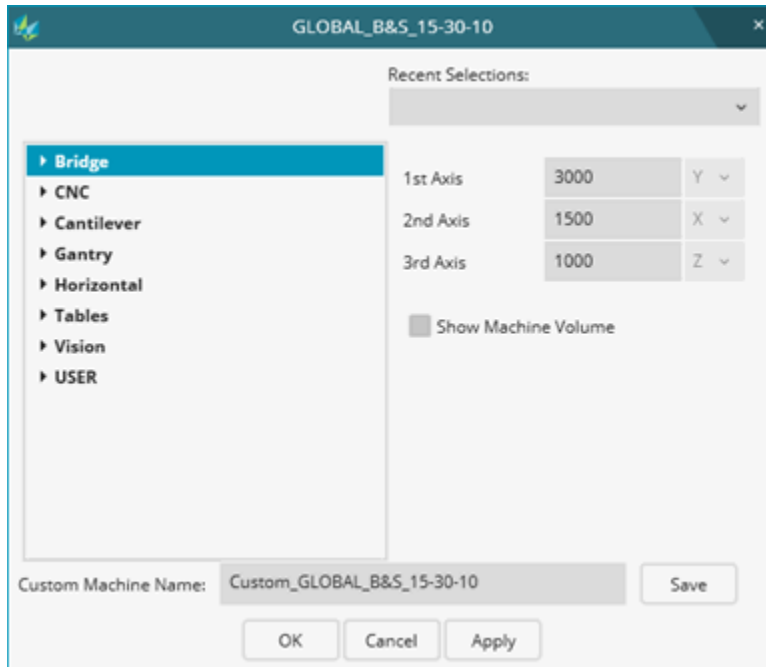 GLOBAL_B&S_15-30-10
Recent Selections:
Bridge
CNC
Cantilever
Gantry
Horizontal
Tables
Vision
USER
1st Axis 3000 Y
2nd Axis 1500 X
3rd Axis 1000 Z
Show Machine Volume
Custom Machine Name: Custom_GLOBAL_B&S_15-30-10 Save
OK Cancel Apply